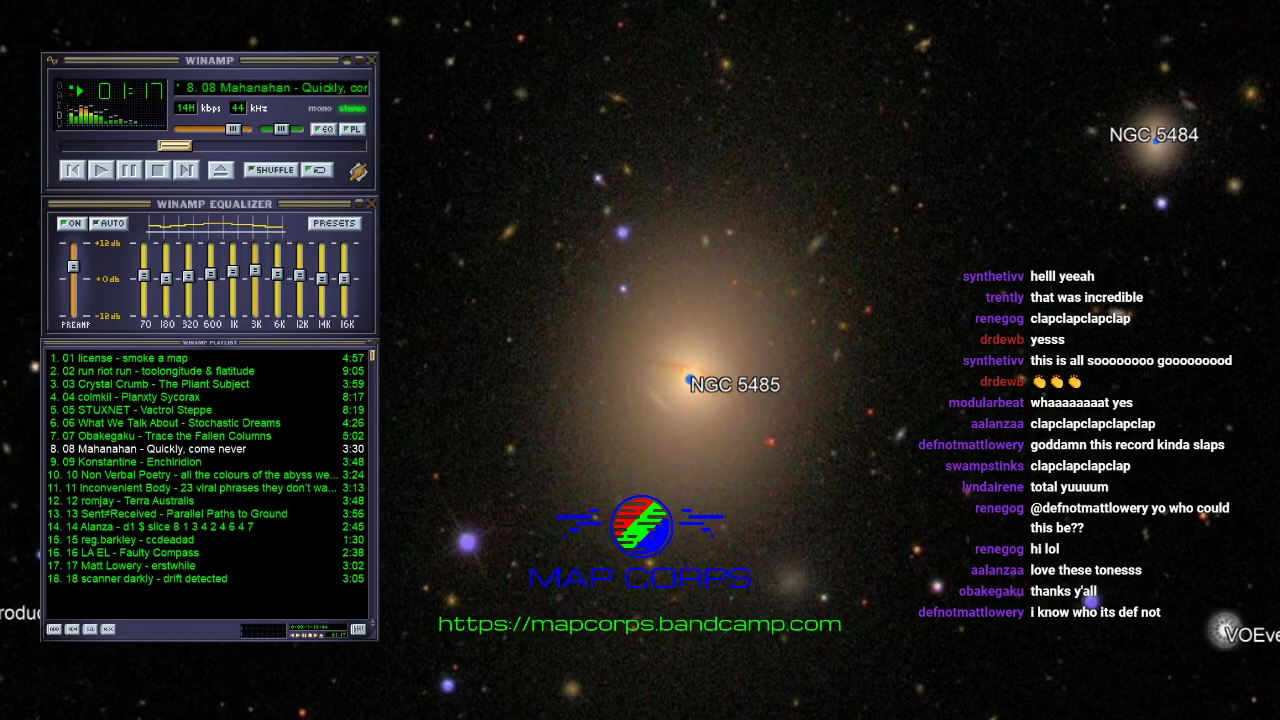 WINAMP
8. 08 Mahanahan - Quickly, cor
kbps 44 kHz mono stereo
EQ PL
SHUFFLE
WINAMP EQUALIZER
ON AUTO PRESETS
+12db
+0db
-12db
PREAMP 70 180 320 600 1K 3K 6K 12K 14K 16K
WINAMP PLAYLIST
1. 01 license - smoke a map 4:57
2. 02 run riot run - toolongitude & flatitude 9:05
3. 03 Crystal Crumb - The Pliant Subject 3:59
4. 04 colmkil - Planxty Sycorax 8:17
5. 05 STUXNET - Vactrol Steppe 8:19
6. 06 What We Talk About - Stochastic Dreams 4:26
7. 07 Obakegaku - Trace the Fallen Columns 5:02
8. 08 Mahanahan - Quickly, come never 3:30
9. 09 Konstantine - Enchiridion 3:48
10. 10 Non Verbal Poetry - all the colours of the abyss we... 3:24
11. 11 Inconvenient Body - 23 viral phrases they don't wa... 3:13
12. 12 romjay - Terra Australis 3:48
13. 13 Sent≠Received - Parallel Paths to Ground 3:56
14. 14 Alanza - d1 $ slice 8 1 3 4 2 4 6 4 7 2:45
15. 15 reg.barkley - ccdeadad 1:30
16. 16 LA EL - Faulty Compass 2:38
17. 17 Matt Lowery - erstwhile 3:02
18. 18 scanner darkly - drift detected 3:05
NGC 5484
NGC 5485
MAP CORPS
https://mapcorps.bandcamp.com
synthetivv helll yeeah
trently that was incredible
renegog clapclapclapclap
drdewb yesss
synthetivv this is all soooooooo gooooooood
drdewb 👏 👏 👏
modularbeat whaaaaaaat yes
aalanzaa clapclapclapclapclap
defnotmattlowery goddamn this record kinda slaps
swampstinks clapclapclapclap
lyndairene total yuuuum
renegog @defnotmattlowery yo who could
this be??
renegog hi lol
aalanzaa love these tonesss
obakegaku thanks y'all
defnotmattlowery i know who its def not
roduc
VOEve